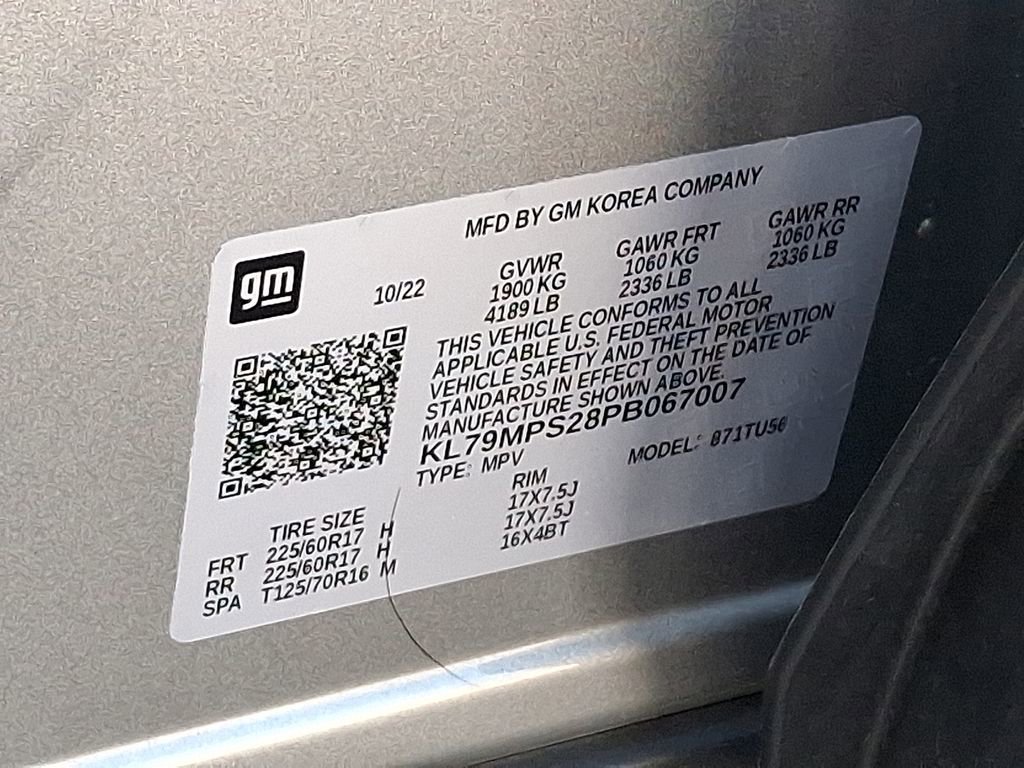 gm
MFD BY GM KOREA COMPANY
10/22
GVWR GAWR FRT GAWR RR
1900 KG 1060 KG 1060 KG
4189 LB 2336 LB 2336 LB
THIS VEHICLE CONFORMS TO ALL
APPLICABLE U.S. FEDERAL MOTOR
VEHICLE SAFETY AND THEFT PREVENTION
STANDARDS IN EFFECT ON THE DATE OF
MANUFACTURE SHOWN ABOVE.
KL79MPS28PB067007
TYPE: MPV MODEL:
TIRE SIZE RIM
FRT 225/60R17 H 17X7.5J
RR 225/60R17 H 17X7.5J
SPA T125/70R16 M 16X4BT